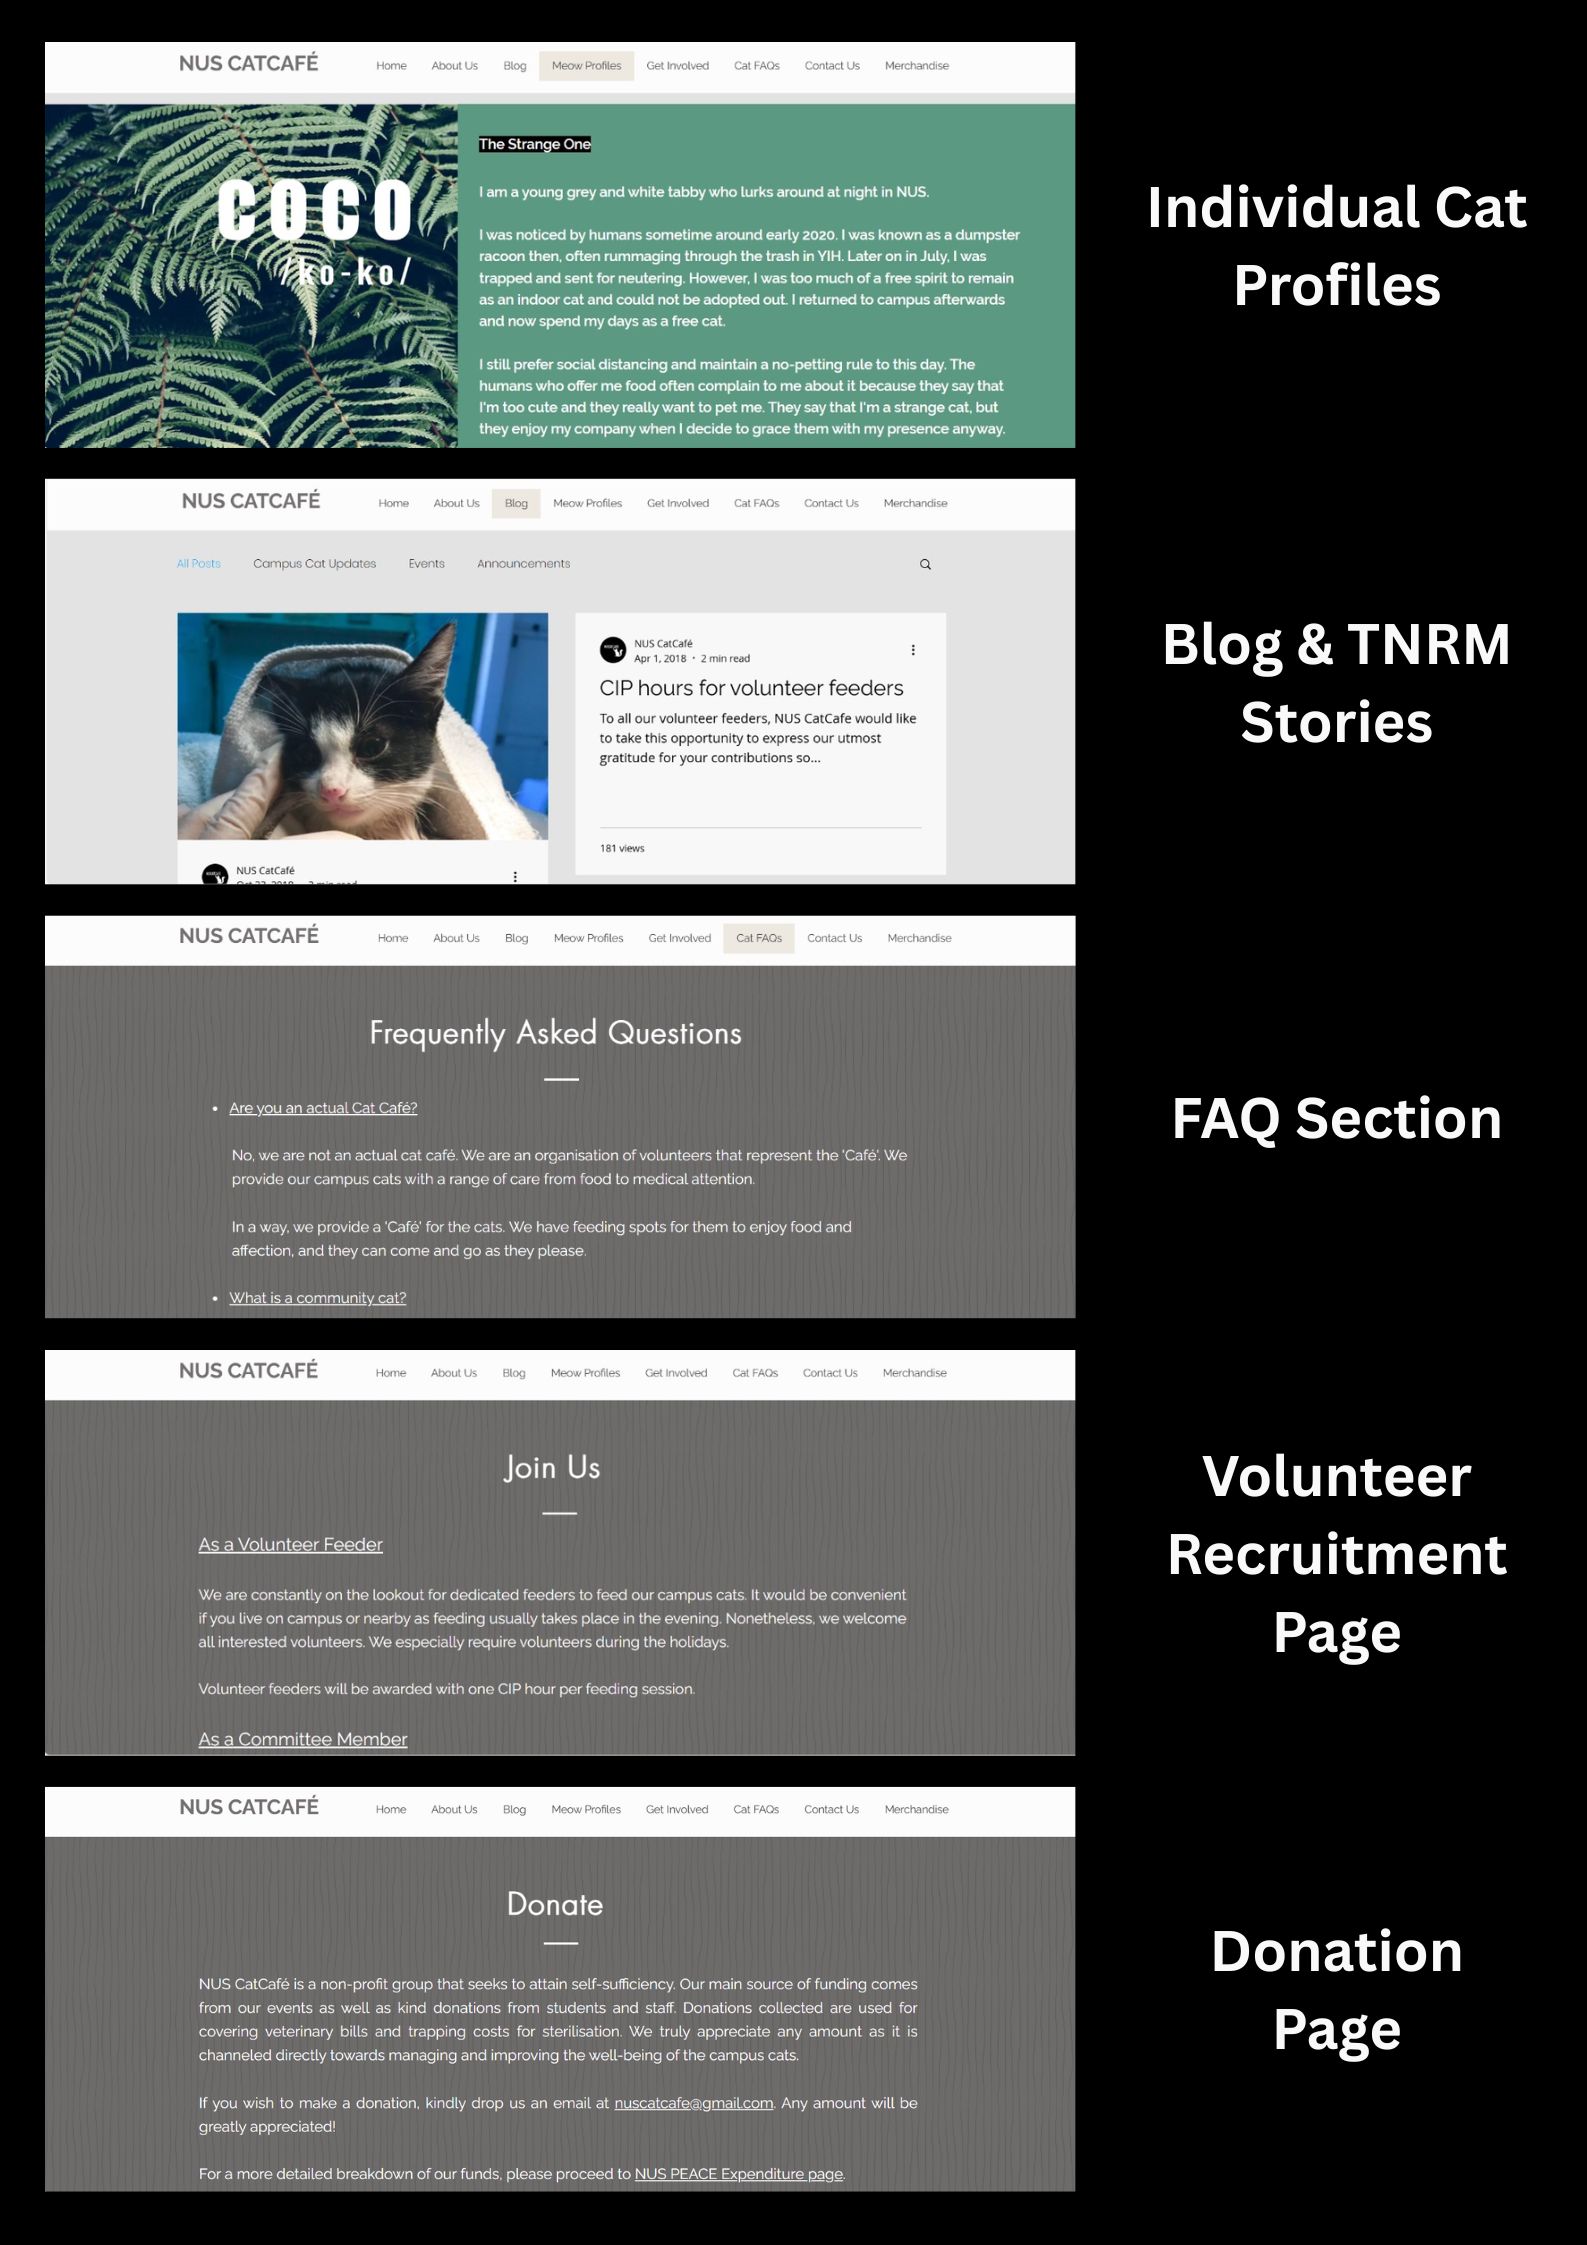 NUS CATCAFÉ
Home About Us Blog Meow Profiles Get Involved Cat FAQs Contact Us Merchandise
COCO
/ko-ko/
The Strange One
I am a young grey and white tabby who lurks around at night in NUS.
I was noticed by humans sometime around early 2020. I was known as a dumpster
racoon then, often rummaging through the trash in YIH. Later on in July, I was
trapped and sent for neutering. However, I was too much of a free spirit to remain
as an indoor cat and could not be adopted out. I returned to campus afterwards
and now spend my days as a free cat.
I still prefer social distancing and maintain a no-petting rule to this day. The
humans who offer me food often complain to me about it because they say that
I'm too cute and they really want to pet me. They say that I'm a strange cat, but
they enjoy my company when I decide to grace them with my presence anyway.
Individual Cat
Profiles
NUS CATCAFÉ
Home About Us Blog Meow Profiles Get Involved Cat FAQs Contact Us Merchandise
All Posts Campus Cat Updates Events Announcements
NUS CatCafé
NUS CatCafé
Apr 1, 2018 · 2 min read
CIP hours for volunteer feeders
To all our volunteer feeders, NUS CatCafe would like
to take this opportunity to express our utmost
gratitude for your contributions so...
181 views
Blog & TNRM
Stories
NUS CATCAFÉ
Home About Us Blog Meow Profiles Get Involved Cat FAQs Contact Us Merchandise
Frequently Asked Questions
• Are you an actual Cat Café?
No, we are not an actual cat café. We are an organisation of volunteers that represent the 'Café'. We
provide our campus cats with a range of care from food to medical attention.
In a way, we provide a 'Café' for the cats. We have feeding spots for them to enjoy food and
affection, and they can come and go as they please.
• What is a community cat?
FAQ Section
NUS CATCAFÉ
Home About Us Blog Meow Profiles Get Involved Cat FAQs Contact Us Merchandise
Join Us
As a Volunteer Feeder
We are constantly on the lookout for dedicated feeders to feed our campus cats. It would be convenient
if you live on campus or nearby as feeding usually takes place in the evening. Nonetheless, we welcome
all interested volunteers. We especially require volunteers during the holidays.
Volunteer feeders will be awarded with one CIP hour per feeding session.
As a Committee Member
Volunteer
Recruitment
Page
NUS CATCAFÉ
Home About Us Blog Meow Profiles Get Involved Cat FAQs Contact Us Merchandise
Donate
NUS CatCafé is a non-profit group that seeks to attain self-sufficiency. Our main source of funding comes
from our events as well as kind donations from students and staff. Donations collected are used for
covering veterinary bills and trapping costs for sterilisation. We truly appreciate any amount as it is
channeled directly towards managing and improving the well-being of the campus cats.
If you wish to make a donation, kindly drop us an email at nuscatcafe@gmail.com. Any amount will be
greatly appreciated!
For a more detailed breakdown of our funds, please proceed to NUS PEACE Expenditure page.
Donation
Page